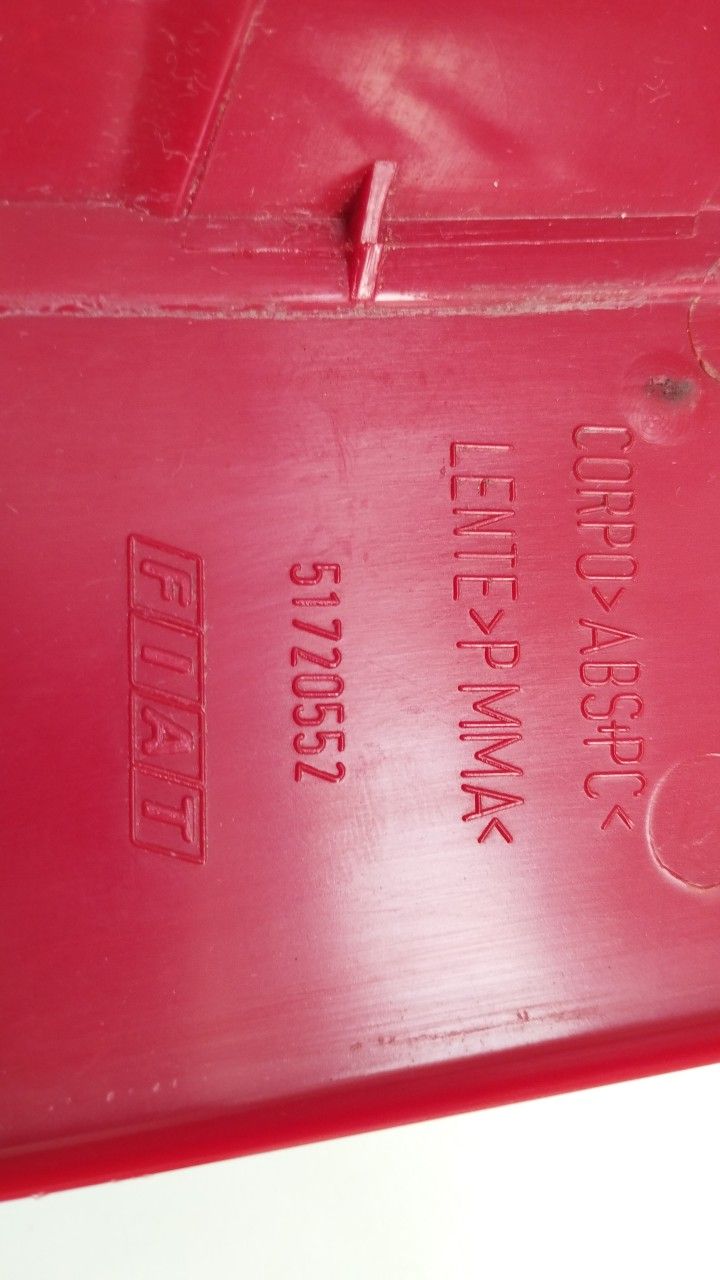 CORPO>ABS+PC<
LENTE>PMMA<
51720552
FIAT